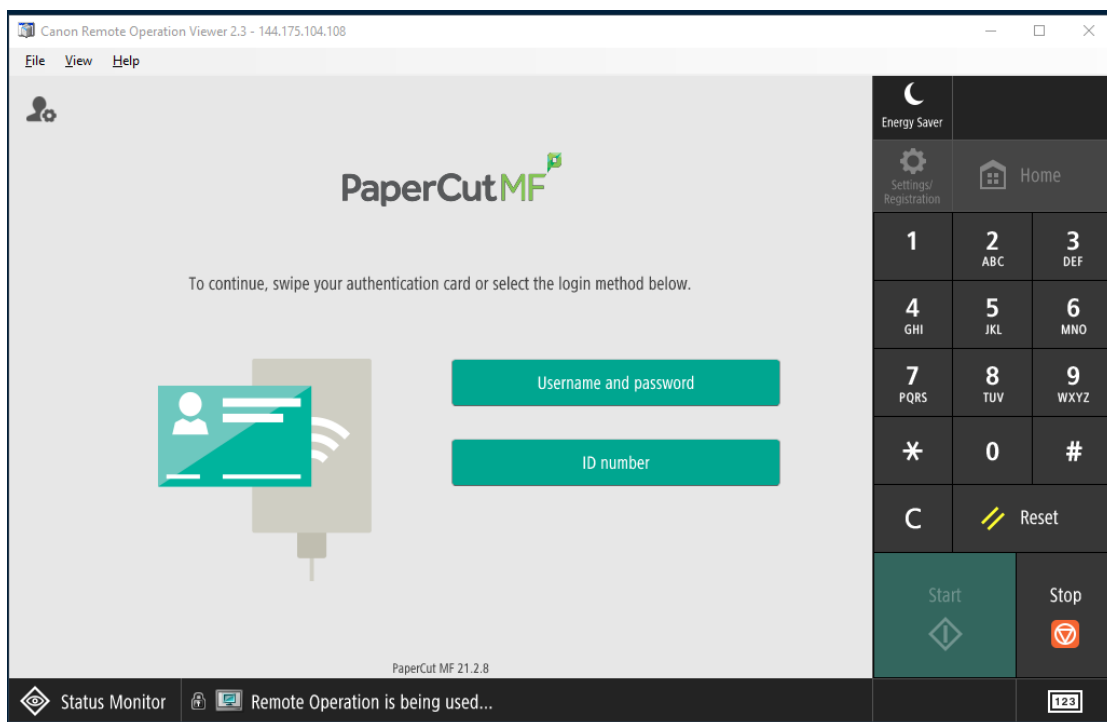 Canon Remote Operation Viewer 2.3 - 144.175.104.108
File View Help
Energy Saver
PaperCut MF
Settings/
Registration
Home
To continue, swipe your authentication card or select the login method below.
1 2 3
ABC DEF
4 5 6
GHI JKL MNO
Username and password
7 8 9
PQRS TUV WXYZ
ID number
* 0 #
C Reset
Start Stop
PaperCut MF 21.2.8
Status Monitor Remote Operation is being used... 123